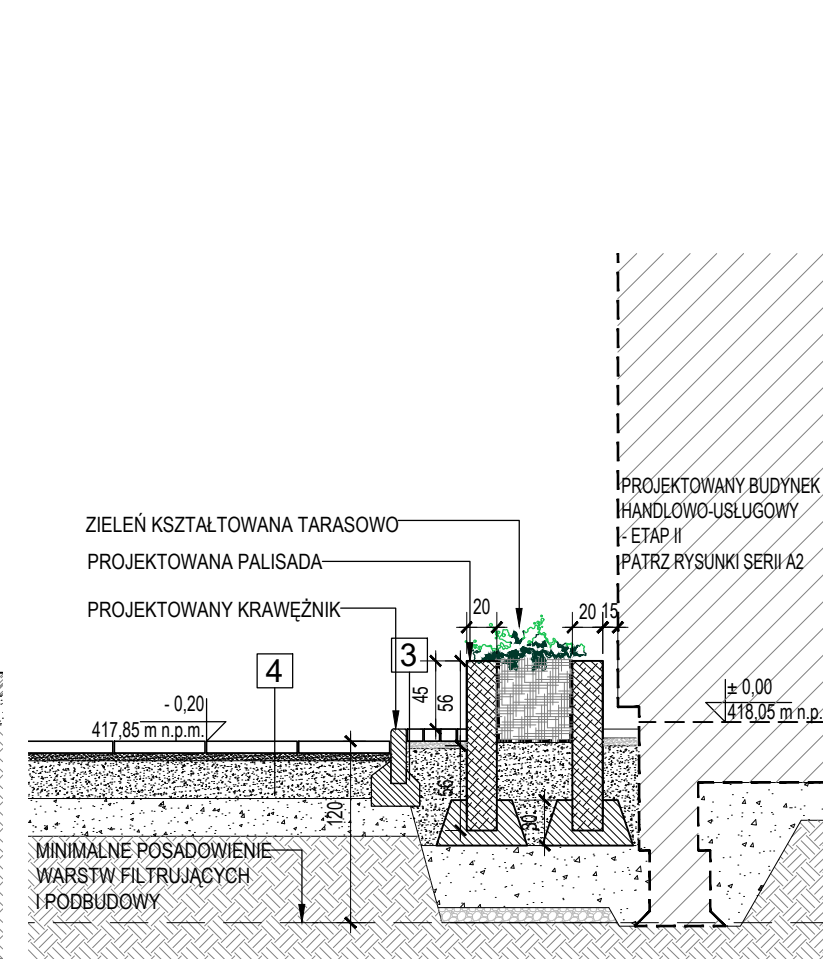 PROJEKTOWANY BUDYNEK
HANDLOWO-USŁUGOWY
- ETAP II
PATRZ RYSUNKI SERII A2
ZIELEŃ KSZTAŁTOWANA TARASOWO
PROJEKTOWANA PALISADA
PROJEKTOWANY KRAWĘŻNIK
20
20
15
3
4
45
56
- 0,20
417,85 m n.p.m.
± 0,00
418,05 m n.p.
56
120
30
MINIMALNE POSADOWIENIE
WARSTW FILTRUJĄCYCH
I PODBUDOWY